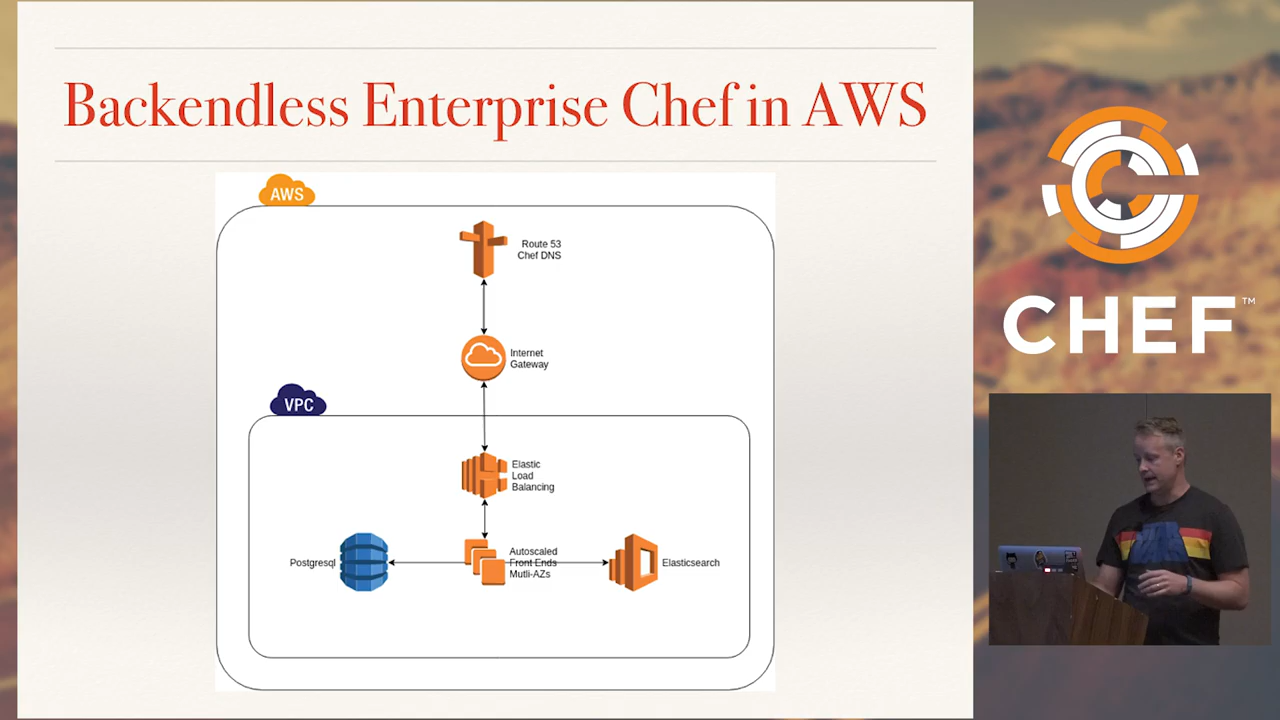 Backendless Enterprise Chef in AWS
AWS
Route 53
Chef DNS
Internet
Gateway
VPC
Elastic
Load
Balancing
Postgresql
Autoscaled
Front Ends
Mutli-AZs
Elasticsearch
CHEF™